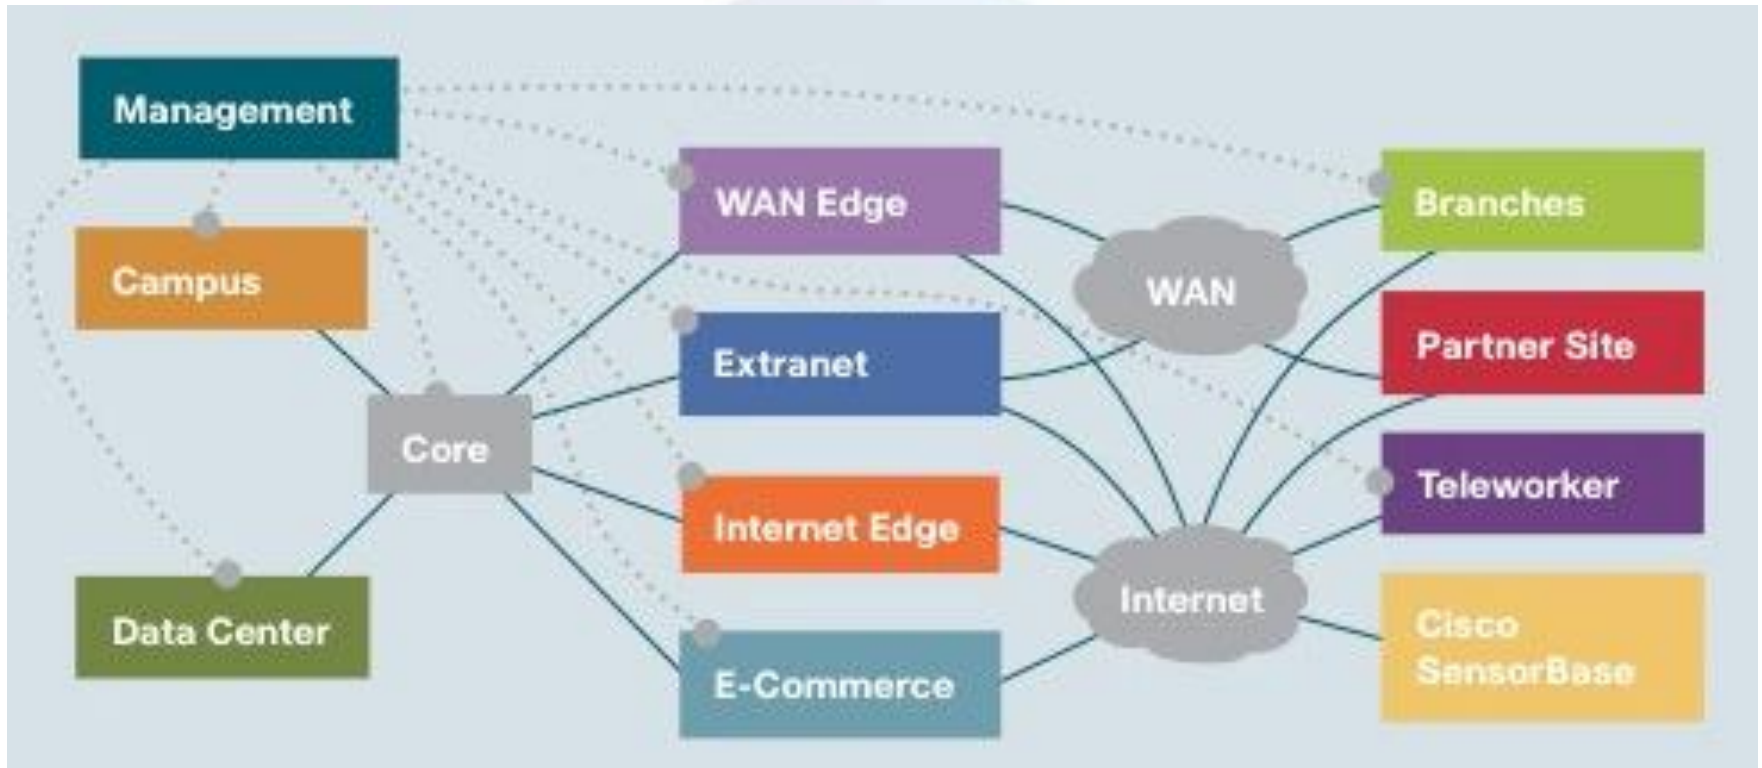 Management
Campus
Core
Data Center
WAN Edge
Extranet
Internet Edge
E-Commerce
WAN
Internet
Branches
Partner Site
Teleworker
Cisco
SensorBase